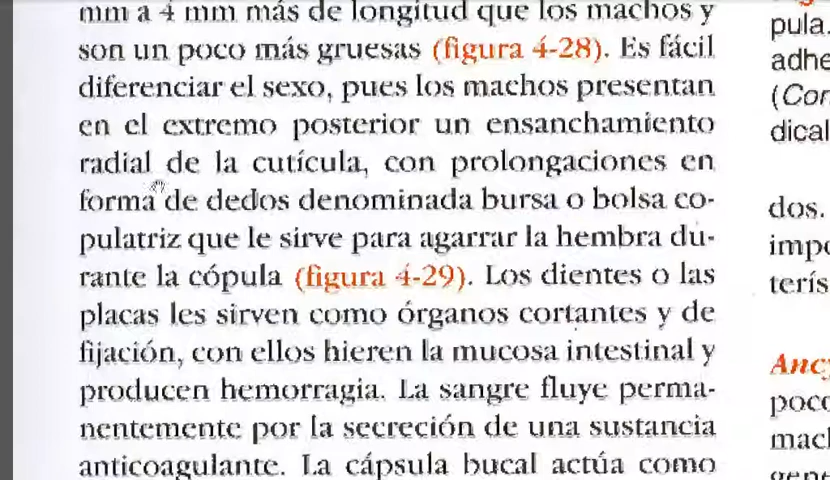 mm a 4 mm más de longitud que los machos y
son un poco más gruesas (figura 4-28). Es fácil
diferenciar el sexo, pues los machos presentan
en el extremo posterior un ensanchamiento
radial de la cutícula, con prolongaciones en
forma de dedos denominada bursa o bolsa co-
pulatriz que le sirve para agarrar la hembra du-
rante la cópula (figura 4-29). Los dientes o las
placas les sirven como órganos cortantes y de
fijación, con ellos hieren la mucosa intestinal y
producen hemorragia. La sangre fluye perma-
nentemente por la secreción de una sustancia
anticoagulante. La cápsula bucal actúa como
pula.
adhe
(Cor
dical
dos.
impo
terís
Ancy
poco
mach
gene